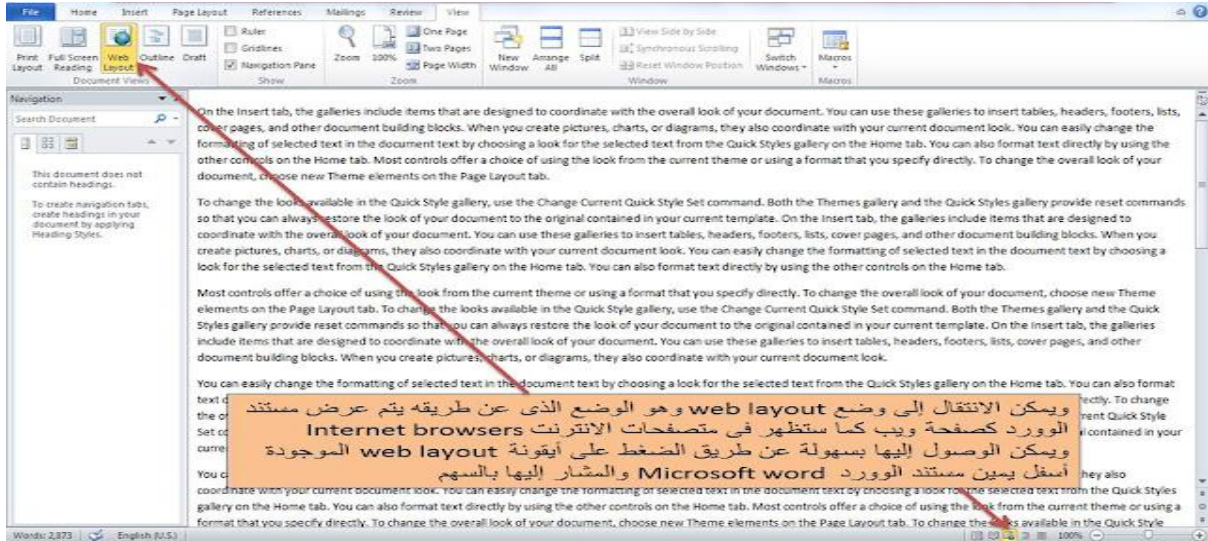 File Home Insert Page Layout References Mailings Review View
Ruler
One Page
View Side by Side
Gridlines
Two Pages
Synchronous Scrolling
Print Layout Full Screen Reading Web Layout Outline Draft
Navigation Pane
Zoom 100%
Page Width
New Window Arrange All Split
Reset Window Position
Switch Windows Macros
Document Views Show Zoom Window Macros
Navigation
Search Document
This document does not
contain headings.
To create navigation tabs,
create headings in your
document by applying
Heading Styles.
On the Insert tab, the galleries include items that are designed to coordinate with the overall look of your document. You can use these galleries to insert tables, headers, footers, lists,
cover pages, and other document building blocks. When you create pictures, charts, or diagrams, they also coordinate with your current document look. You can easily change the
formatting of selected text in the document text by choosing a look for the selected text from the Quick Styles gallery on the Home tab. You can also format text directly by using the
other controls on the Home tab. Most controls offer a choice of using the look from the current theme or using a format that you specify directly. To change the overall look of your
document, choose new Theme elements on the Page Layout tab.
To change the looks available in the Quick Style gallery, use the Change Current Quick Style Set command. Both the Themes gallery and the Quick Styles gallery provide reset commands
so that you can always restore the look of your document to the original contained in your current template. On the Insert tab, the galleries include items that are designed to
coordinate with the overall look of your document. You can use these galleries to insert tables, headers, footers, lists, cover pages, and other document building blocks. When you
create pictures, charts, or diagrams, they also coordinate with your current document look. You can easily change the formatting of selected text in the document text by choosing a
look for the selected text from the Quick Styles gallery on the Home tab. You can also format text directly by using the other controls on the Home tab.
Most controls offer a choice of using the look from the current theme or using a format that you specify directly. To change the overall look of your document, choose new Theme
elements on the Page Layout tab. To change the looks available in the Quick Style gallery, use the Change Current Quick Style Set command. Both the Themes gallery and the Quick
Styles gallery provide reset commands so that you can always restore the look of your document to the original contained in your current template. On the Insert tab, the galleries
include items that are designed to coordinate with the overall look of your document. You can use these galleries to insert tables, headers, footers, lists, cover pages, and other
document building blocks. When you create pictures, charts, or diagrams, they also coordinate with your current document look.
You can easily change the formatting of selected text in the document text by choosing a look for the selected text from the Quick Styles gallery on the Home tab. You can also format
text
To change
the
rent Quick Style
Set
contained in your
ويمكن الانتقال إلى وضع web layout وهو الوضع الذى عن طريقه يتم عرض مستند
الوورد كصفحة ويب كما ستظهر فى متصفحات الانترنت Internet browsers
ويمكن الوصول إليها بسهولة عن طريق الضغط على أيقونة web layout الموجودة
أسفل يمين مستند الوورد Microsoft word والمشار إليها بالسهم
You
they also
coordinate with your current document look. You can easily change the formatting of selected text in the document text by choosing a look for the selected text from the Quick Styles
gallery on the Home tab. You can also format text directly by using the other controls on the Home tab. Most controls offer a choice of using the look from the current theme or using a
format that you specify directly. To change the overall look of your document, choose new Theme elements on the Page Layout tab. To change the looks available in the Quick Style
Words: 2,873 English (U.S.) 100%